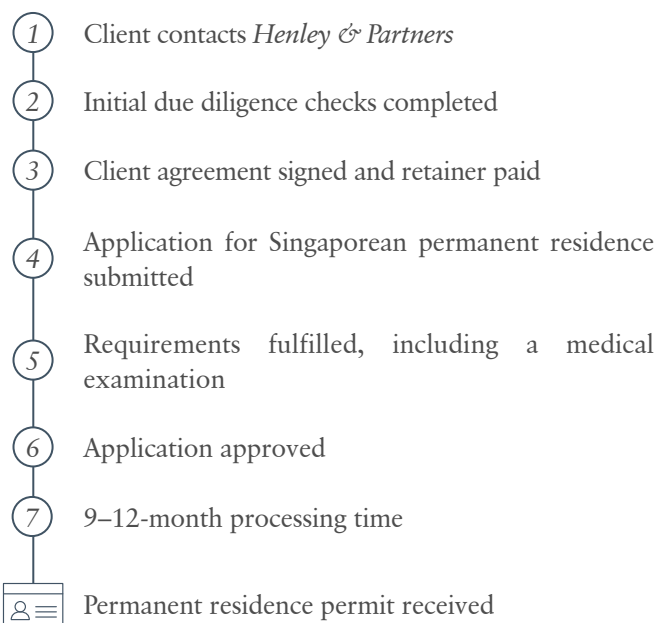 1 Client contacts Henley & Partners
2 Initial due diligence checks completed
3 Client agreement signed and retainer paid
4 Application for Singaporean permanent residence
submitted
5 Requirements fulfilled, including a medical
examination
6 Application approved
7 9–12-month processing time
Permanent residence permit received